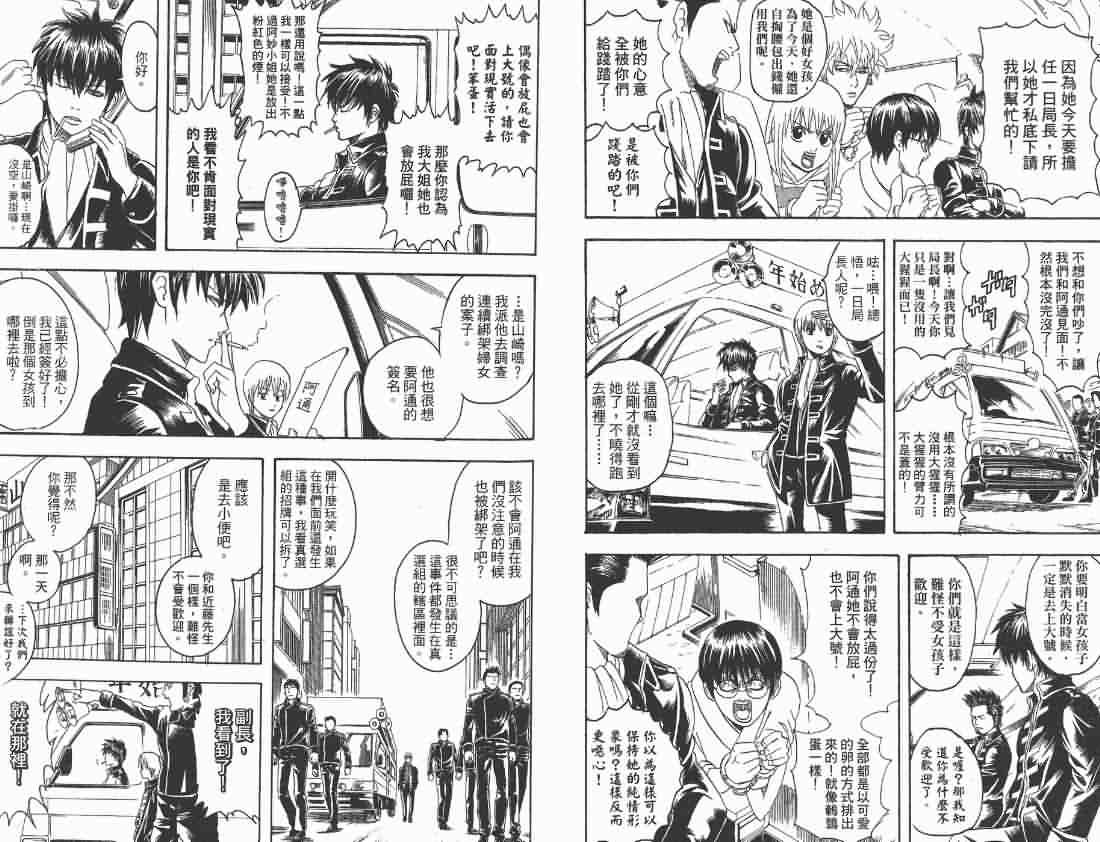 因為她今天要擔
任一日局長，所
以她才私底下請
我們幫忙的！
她是個好女孩，
為了今天，她還
自掏腰包出錢僱
用我們呢。
她的心意
全被你們
給踐踏了！
是被你們
踐踏的吧！
不想和你們吵了，讓
我們和阿通見面！不
然根本沒完沒了！
對啊…讓我們見
局長啊！今天你
只是一隻沒用的
大猩猩而已！
根本沒有所謂的
沒用大猩猩……
大猩猩的臂力可
不是蓋的！
年始め
呿…嘖！總
悟，一日局
長人呢？
這個嘛…
從剛才就沒看到
她了，不曉得跑
去哪裡了……
你要明白當女孩子
默默消失的時候，
一定是去上大號。
你們就是這樣，
難怪不受女孩子
歡迎。
是喔？那我知
道你為什麼不
受歡迎了。
你們說得太過份了！
阿通她不會放屁，
也不會上大號！
全部都是以可愛
的卵的方式排出
來的！就像鵪鶉
蛋一樣！
你以為這樣可以
保持她的純情形
象嗎？這樣反而
更噁心！
偶像會放屁也會
上大號的，請你
面對現實活下去
吧！笨蛋！
那還用說嗎，這一點
我一樣可以接受！不
過阿妙小姐她是放出
粉紅色的煙！
那麼你認為
我大姐她也
會放屁囉！
我看不肯面對現實
的人是你吧！
嗶嗶嗶嗶！
你好。
是山崎啊…現在
沒空，要掛囉。
…是山崎嗎？
我派他去調查
連續綁架婦女
的案子。
他也很想
要阿通的
簽名。
阿通
這點不必擔心，
我已經簽好了！
倒是那個女孩到
哪裡去啦？
該不會阿通在我
們沒注意的時候
也被綁架了吧？
很不可思議的是…
這事件都發生在真
選組的轄區裡面。
開什麼玩笑，如果
在我們面前還發生
這種事，我看真選
組的招牌可以拆了。
應該
是去小便吧。
你和近藤先生
一個樣，難怪
不會受歡迎。
那不然
你覺得呢？
那一天
啊。
…下次我們
來聊誰好了？
年始
副長，
我看到了！
就在那裡！